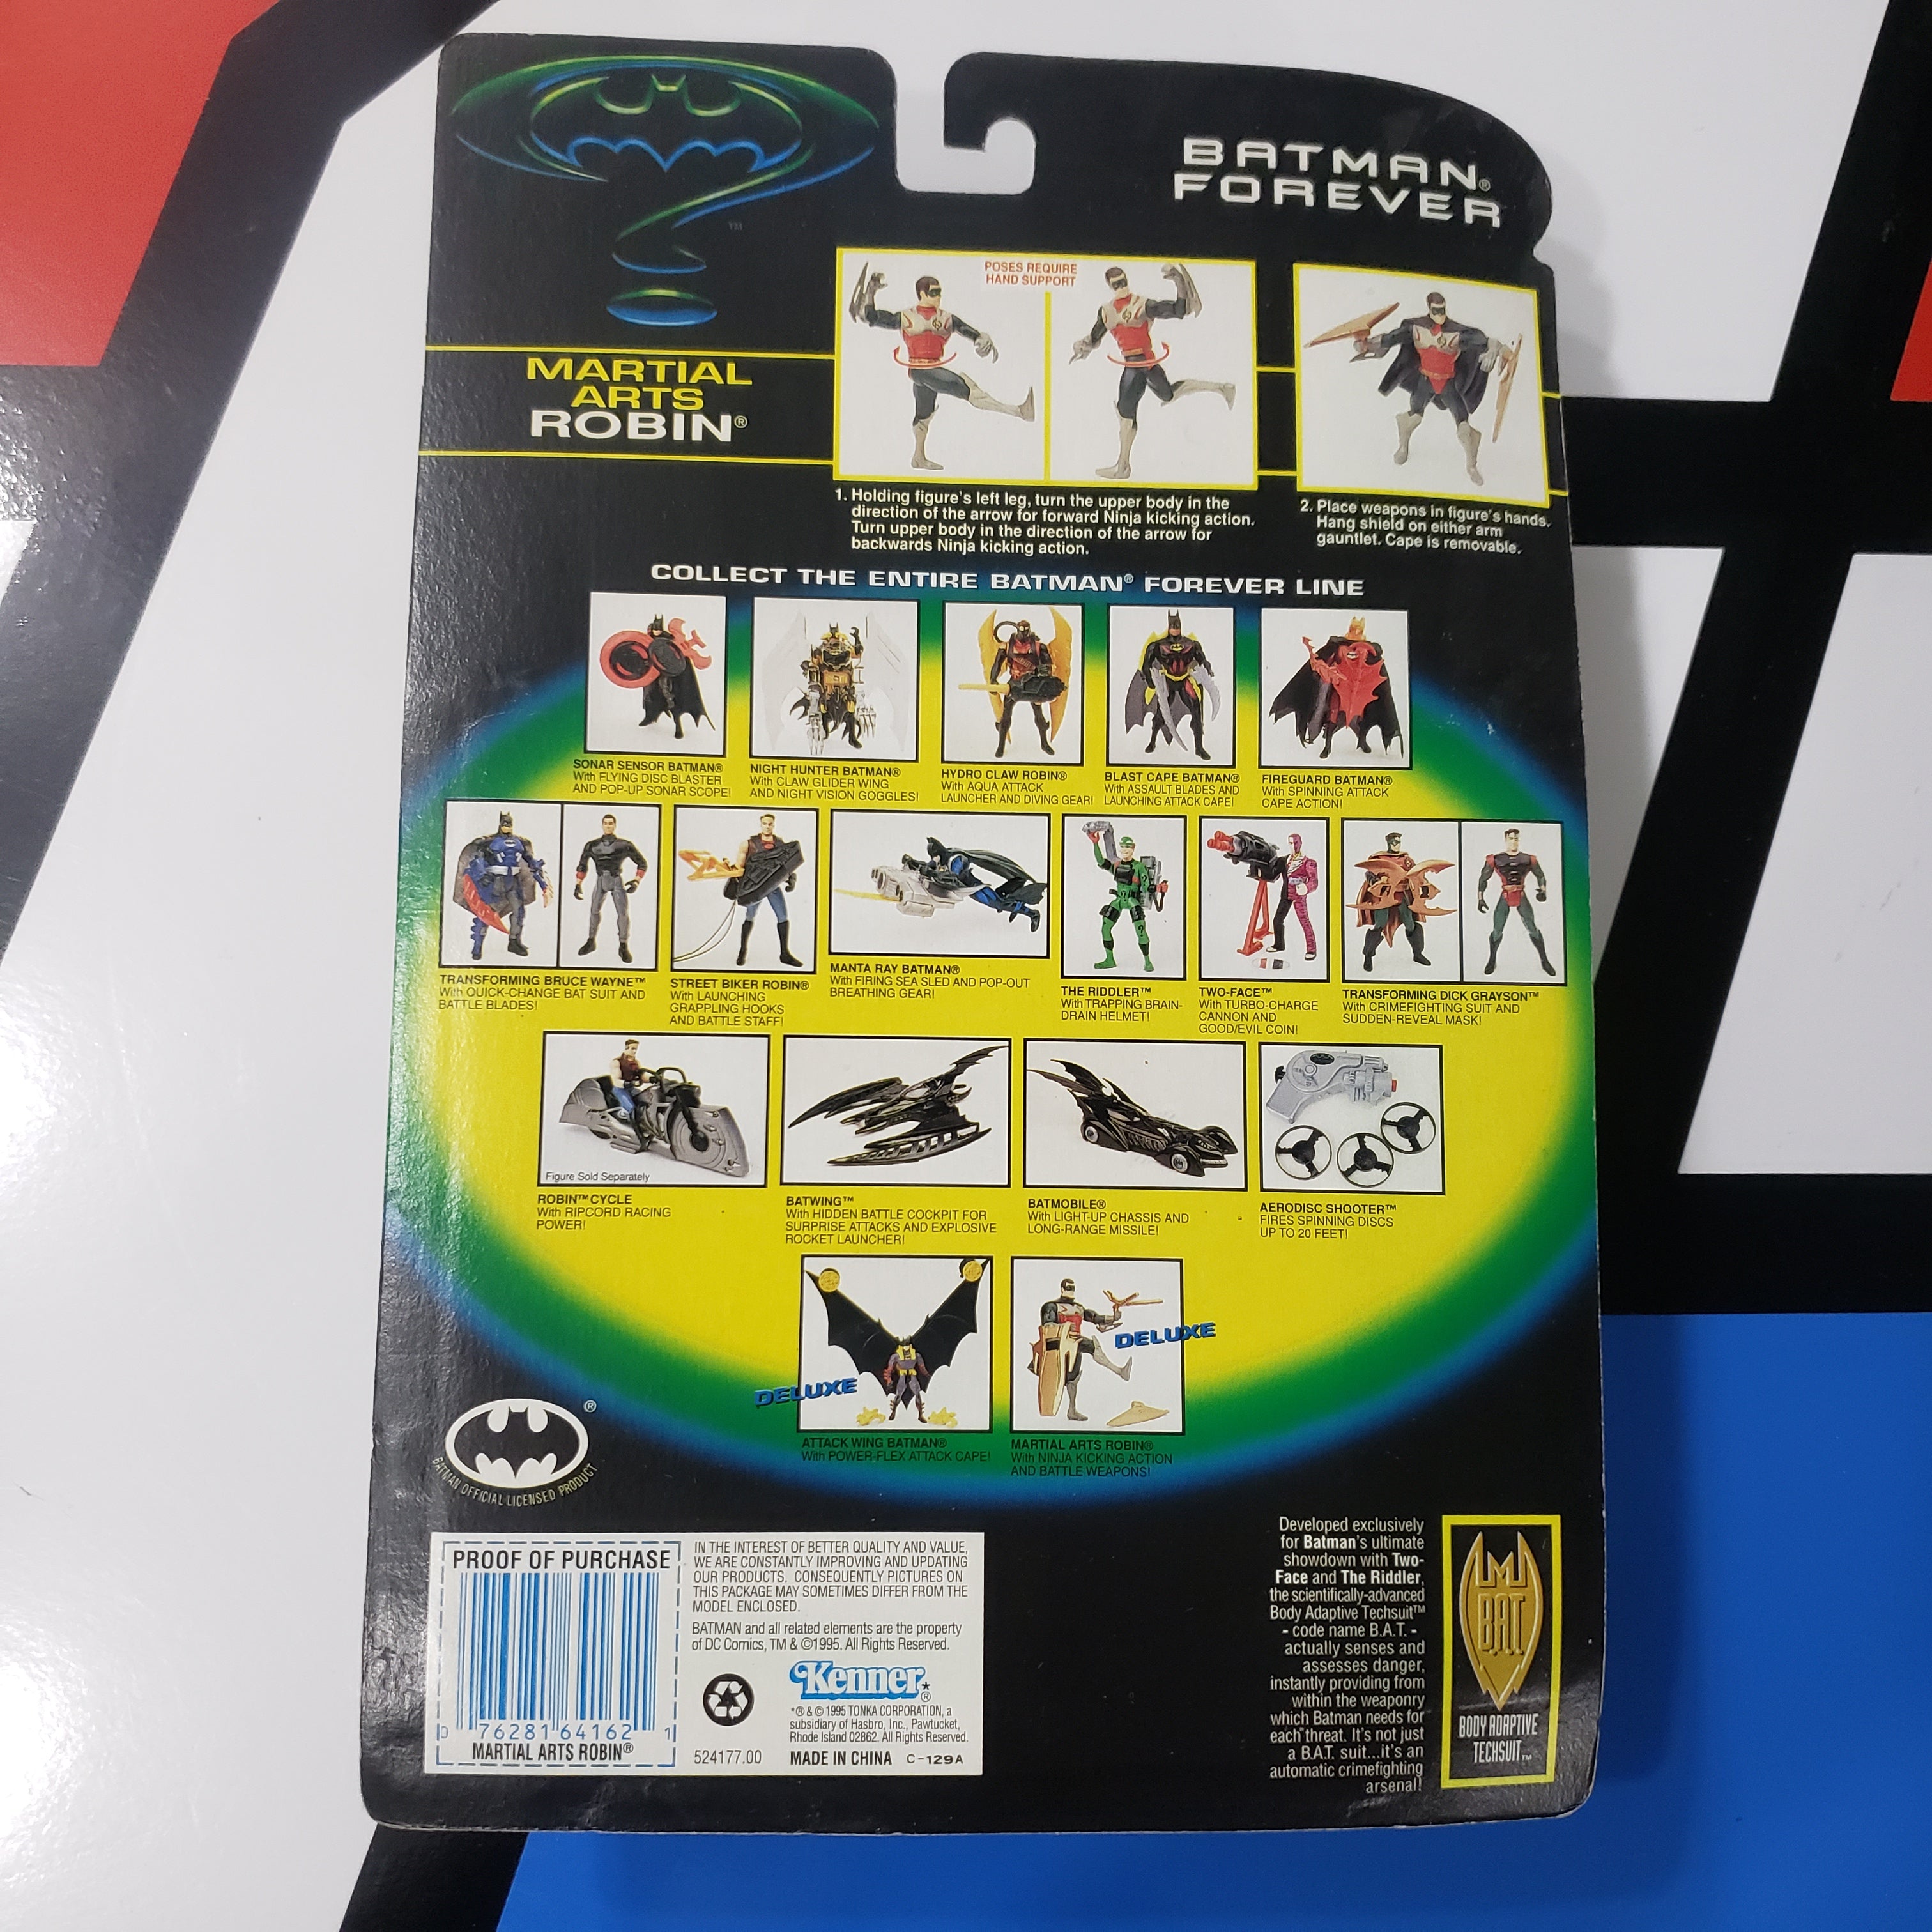 BATMAN®
FOREVER
TM
MARTIAL
ARTS
ROBIN®
POSES REQUIRE
HAND SUPPORT
1. Holding figure's left leg, turn the upper body in the
direction of the arrow for forward Ninja kicking action.
Turn upper body in the direction of the arrow for
backwards Ninja kicking action.
2. Place weapons in figure's hands.
Hang shield on either arm
gauntlet. Cape is removable.
COLLECT THE ENTIRE BATMAN® FOREVER LINE
SONAR SENSOR BATMAN®
With FLYING DISC BLASTER
AND POP-UP SONAR SCOPE!
NIGHT HUNTER BATMAN®
With CLAW GLIDER WING
AND NIGHT VISION GOGGLES!
HYDRO CLAW ROBIN®
With AQUA ATTACK
LAUNCHER AND DIVING GEAR!
BLAST CAPE BATMAN®
With ASSAULT BLADES AND
LAUNCHING ATTACK CAPE!
FIREGUARD BATMAN®
With SPINNING ATTACK
CAPE ACTION!
TRANSFORMING BRUCE WAYNE™
With QUICK-CHANGE BAT SUIT AND
BATTLE BLADES!
STREET BIKER ROBIN®
With LAUNCHING
GRAPPLING HOOKS
AND BATTLE STAFF!
MANTA RAY BATMAN®
With FIRING SEA SLED AND POP-OUT
BREATHING GEAR!
THE RIDDLER™
With TRAPPING BRAIN-
DRAIN HELMET!
TWO-FACE™
With TURBO-CHARGE
CANNON AND
GOOD/EVIL COIN!
TRANSFORMING DICK GRAYSON™
With CRIMEFIGHTING SUIT AND
SUDDEN-REVEAL MASK!
Figure Sold Separately
ROBIN™ CYCLE
With RIPCORD RACING
POWER!
BATWING™
With HIDDEN BATTLE COCKPIT FOR
SURPRISE ATTACKS AND EXPLOSIVE
ROCKET LAUNCHER!
BATMOBILE®
With LIGHT-UP CHASSIS AND
LONG-RANGE MISSILE!
AERODISC SHOOTER™
FIRES SPINNING DISCS
UP TO 20 FEET!
DELUXE
ATTACK WING BATMAN®
With POWER-FLEX ATTACK CAPE!
DELUXE
MARTIAL ARTS ROBIN®
With NINJA KICKING ACTION
AND BATTLE WEAPONS!
®
BATMAN OFFICIAL LICENSED PRODUCT
PROOF OF PURCHASE
0 76281 64162 1
MARTIAL ARTS ROBIN®
IN THE INTEREST OF BETTER QUALITY AND VALUE,
WE ARE CONSTANTLY IMPROVING AND UPDATING
OUR PRODUCTS. CONSEQUENTLY PICTURES ON
THIS PACKAGE MAY SOMETIMES DIFFER FROM THE
MODEL ENCLOSED.
BATMAN and all related elements are the property
of DC Comics, TM & ©1995. All Rights Reserved.
Kenner*®
*® & © 1995 TONKA CORPORATION, a
subsidiary of Hasbro, Inc., Pawtucket,
Rhode Island 02862. All Rights Reserved.
524177.00 MADE IN CHINA C-129A
Developed exclusively
for Batman's ultimate
showdown with Two-
Face and The Riddler,
the scientifically-advanced
Body Adaptive Techsuit™
- code name B.A.T. -
actually senses and
assesses danger,
instantly providing from
within the weaponry
which Batman needs for
each threat. It's not just
a B.A.T. suit...it's an
automatic crimefighting
arsenal!
B.A.T.
BODY ADAPTIVE
TECHSUIT™